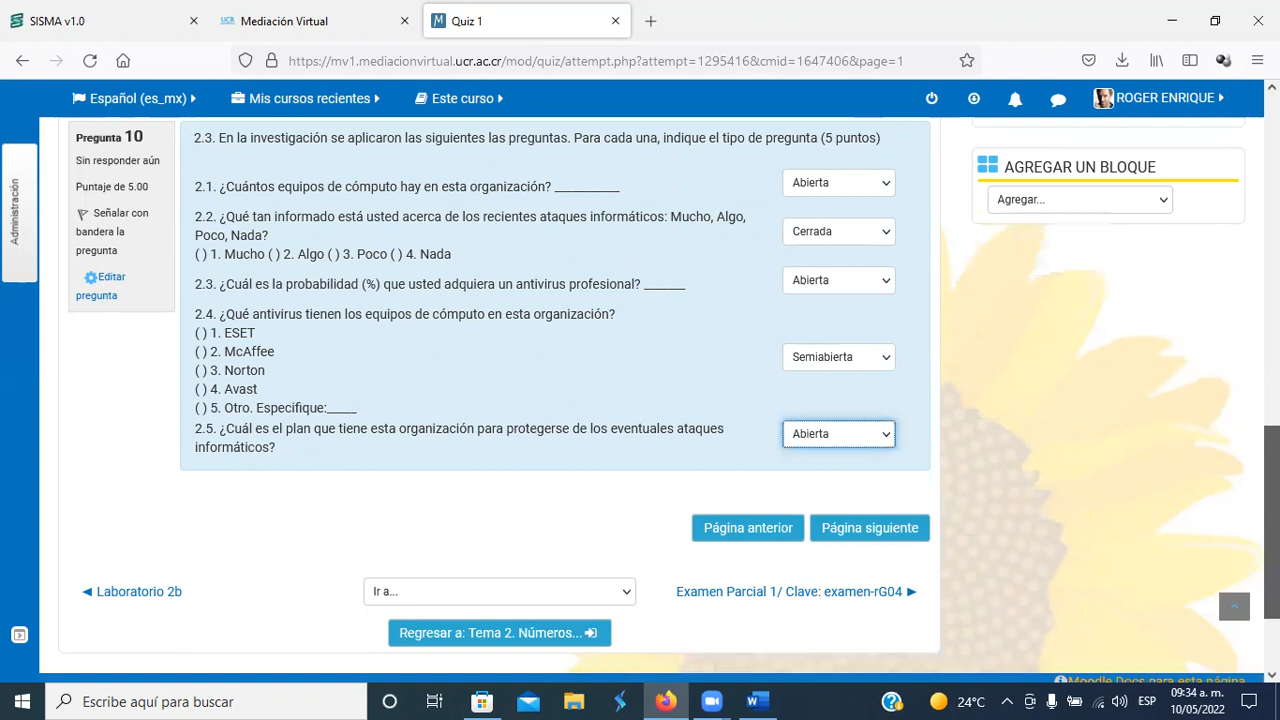 SISMA v1.0
Mediación Virtual
Quiz 1
https://mv1.mediacionvirtual.ucr.ac.cr/mod/quiz/attempt.php?attempt=1295416&cmid=1647406&page=1
Español (es_mx)
Mis cursos recientes
Este curso
ROGER ENRIQUE
Administración
Pregunta 10
Sin responder aún
Puntaje de 5.00
Señalar con
bandera la
pregunta
Editar
pregunta
2.3. En la investigación se aplicaron las siguientes las preguntas. Para cada una, indique el tipo de pregunta (5 puntos)
2.1. ¿Cuántos equipos de cómputo hay en esta organización? ___________
Abierta
2.2. ¿Qué tan informado está usted acerca de los recientes ataques informáticos: Mucho, Algo,
Poco, Nada?
( ) 1. Mucho ( ) 2. Algo ( ) 3. Poco ( ) 4. Nada
Cerrada
2.3. ¿Cuál es la probabilidad (%) que usted adquiera un antivirus profesional? _______
Abierta
2.4. ¿Qué antivirus tienen los equipos de cómputo en esta organización?
( ) 1. ESET
( ) 2. McAffee
( ) 3. Norton
( ) 4. Avast
( ) 5. Otro. Especifique:_____
Semiabierta
2.5. ¿Cuál es el plan que tiene esta organización para protegerse de los eventuales ataques
informáticos?
Abierta
AGREGAR UN BLOQUE
Agregar...
Página anterior
Página siguiente
◄ Laboratorio 2b
Ir a...
Examen Parcial 1/ Clave: examen-rG04 ►
Regresar a: Tema 2. Números...
Moodle Docs para esta página
Escribe aquí para buscar
24°C
ESP
09:34 a. m.
10/05/2022